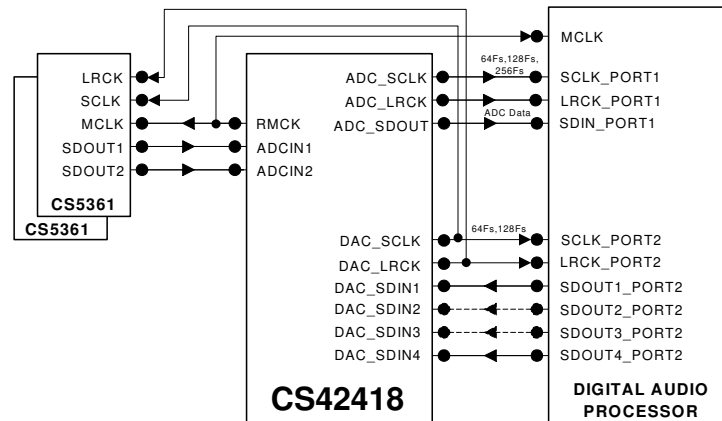 LRCK
SCLK
MCLK
SDOUT1
SDOUT2
CS5361
CS5361
RMCK
ADCIN1
ADCIN2
ADC_SCLK
ADC_LRCK
ADC_SDOUT
DAC_SCLK
DAC_LRCK
DAC_SDIN1
DAC_SDIN2
DAC_SDIN3
DAC_SDIN4
CS42418
64Fs,128Fs,
256Fs
ADC Data
64Fs,128Fs
MCLK
SCLK_PORT1
LRCK_PORT1
SDIN_PORT1
SCLK_PORT2
LRCK_PORT2
SDOUT1_PORT2
SDOUT2_PORT2
SDOUT3_PORT2
SDOUT4_PORT2
DIGITAL AUDIO
PROCESSOR